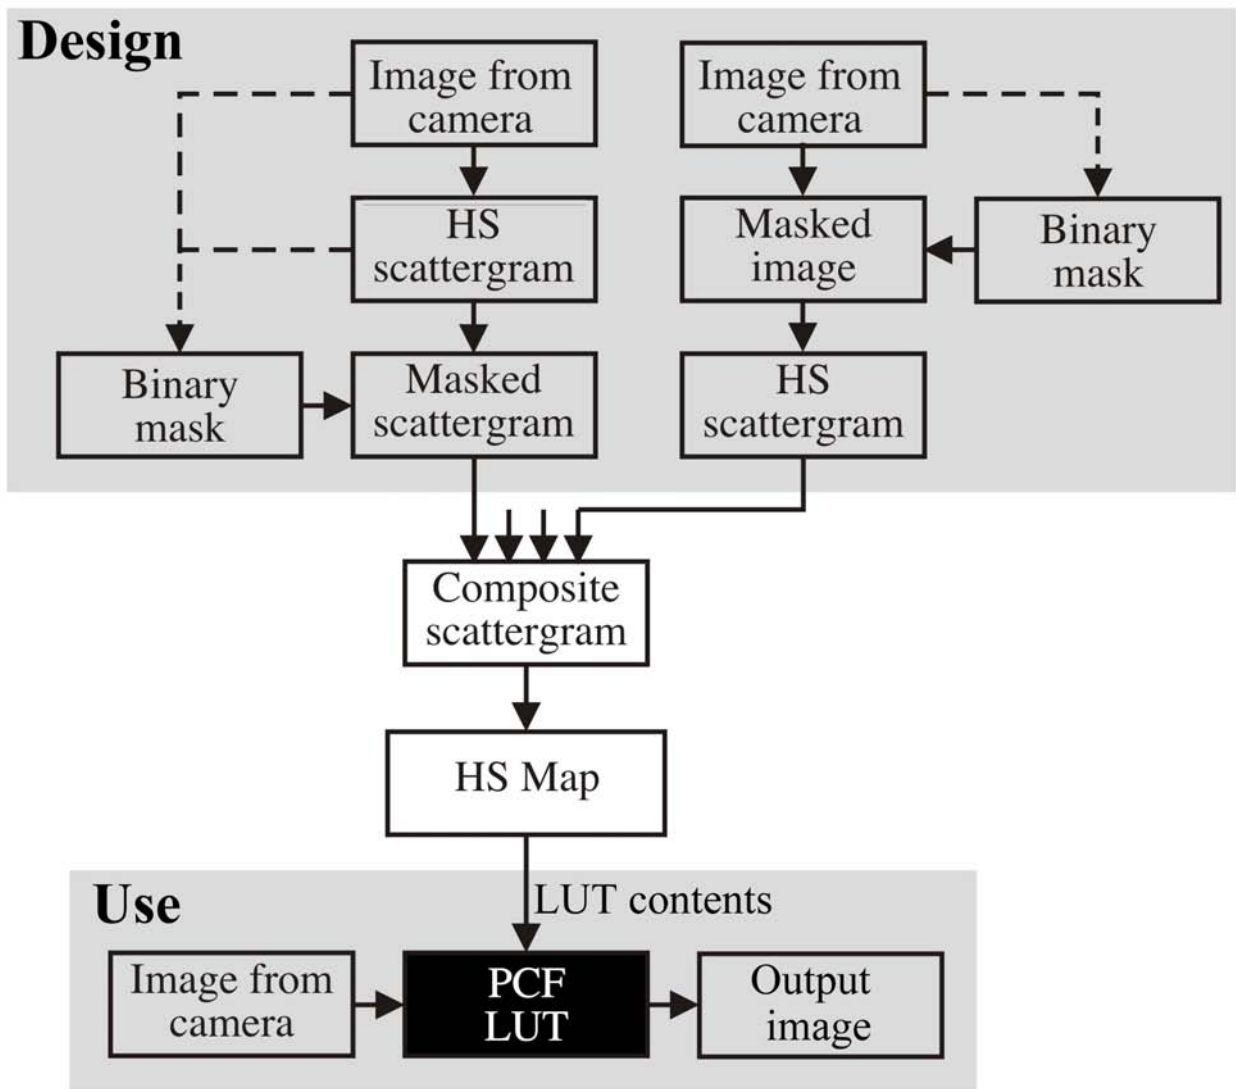 Design
Image from
camera
Image from
camera
HS
scattergram
Masked
image
Binary
mask
Binary
mask
Masked
scattergram
HS
scattergram
Composite
scattergram
HS Map
Use
LUT contents
Image from
camera
PCF
LUT
Output
image